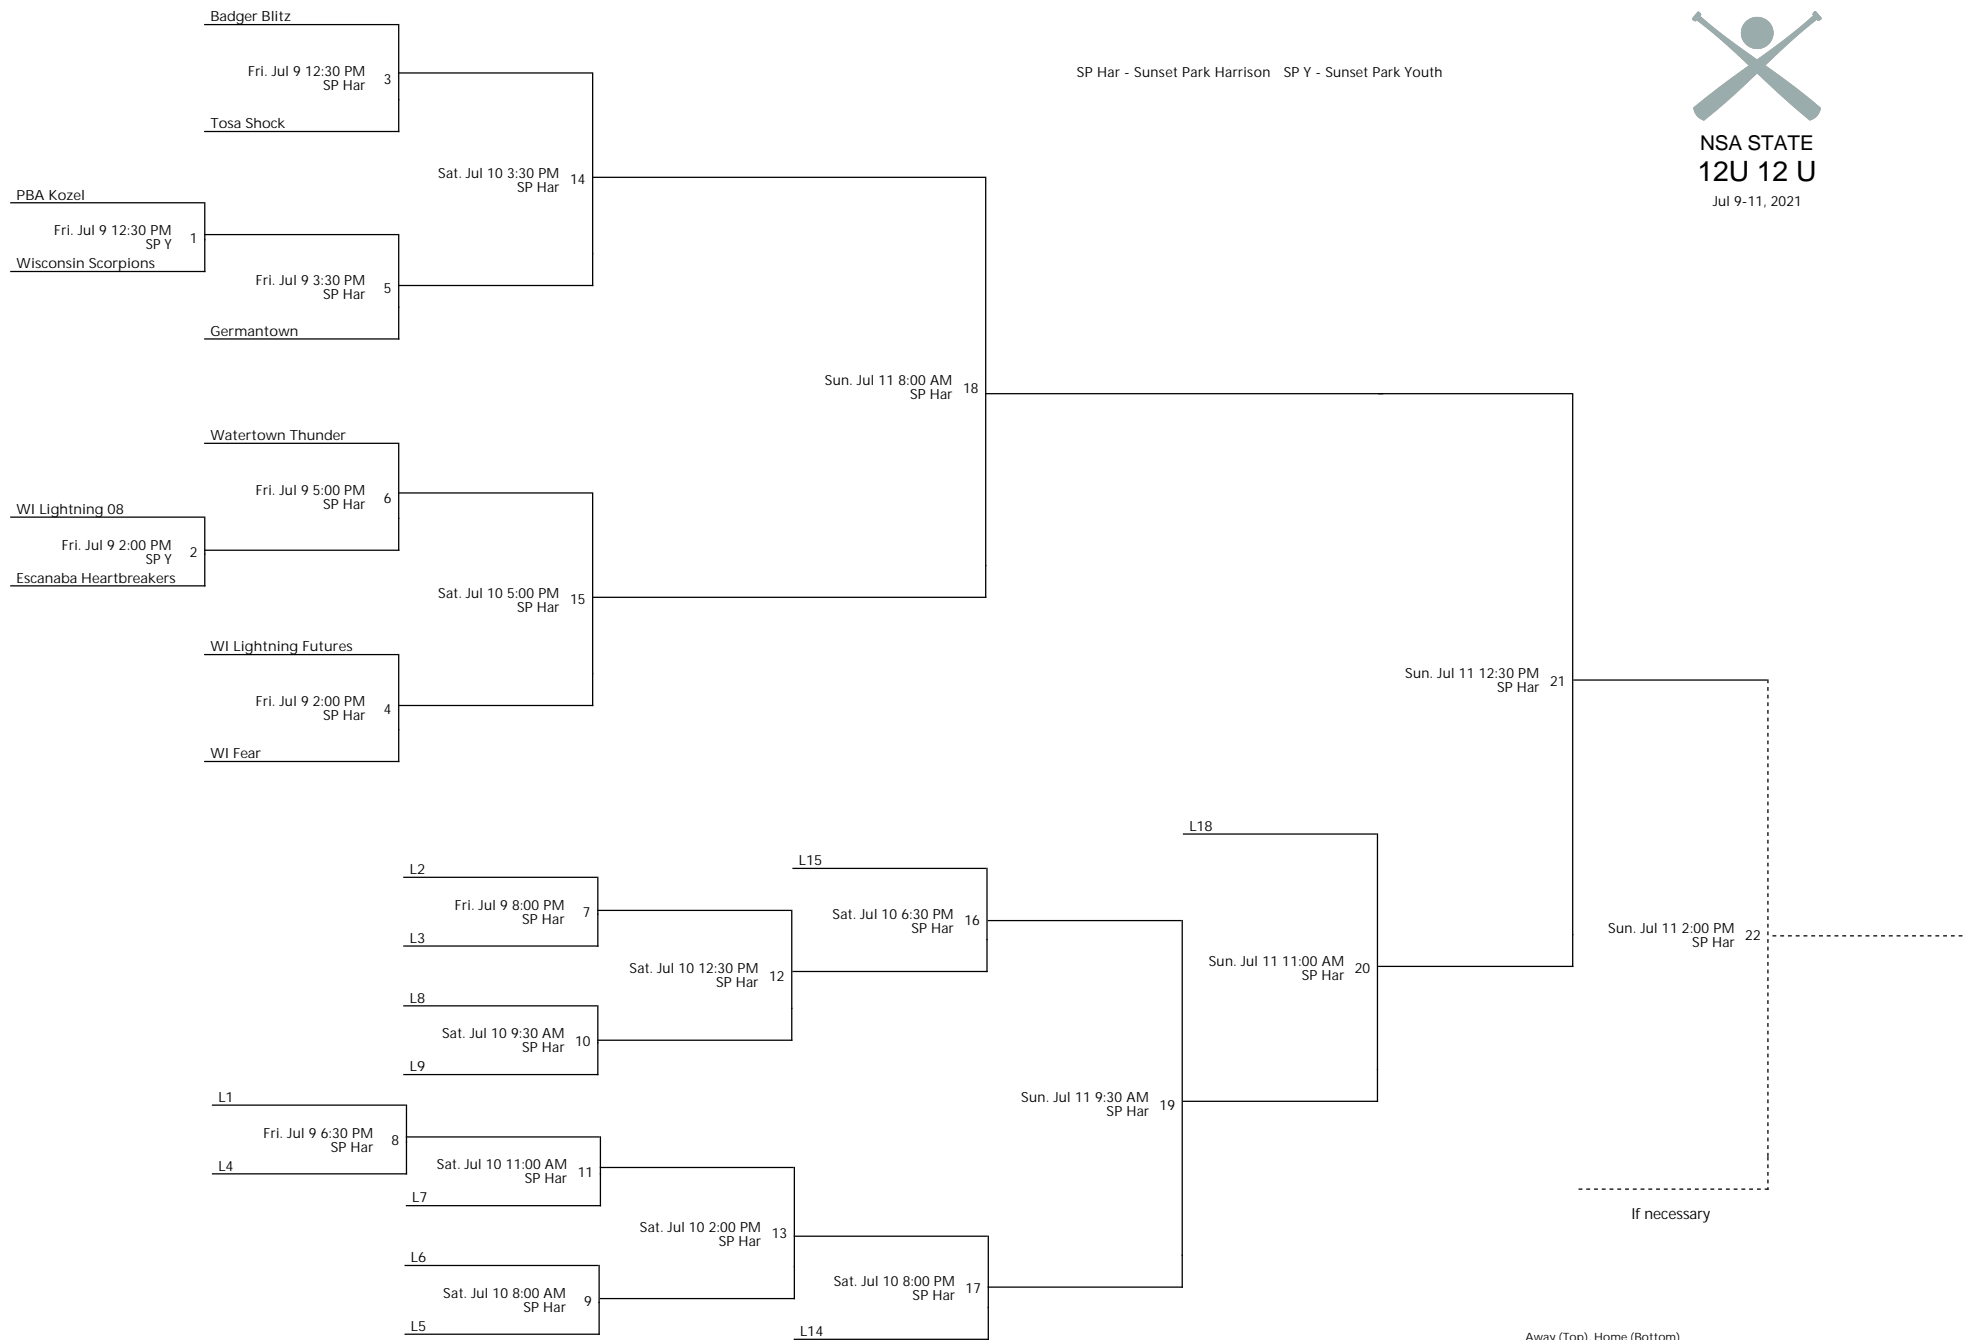 Badger Blitz
Fri. Jul 9 12:30 PM
SP Har
3
Tosa Shock
SP Har - Sunset Park Harrison SP Y - Sunset Park Youth
NSA STATE
12U 12 U
Jul 9-11, 2021
Sat. Jul 10 3:30 PM
SP Har
14
PBA Kozel
Fri. Jul 9 12:30 PM
SP Y
1
Wisconsin Scorpions
Fri. Jul 9 3:30 PM
SP Har
5
Germantown
Sun. Jul 11 8:00 AM
SP Har
18
Watertown Thunder
Fri. Jul 9 5:00 PM
SP Har
6
WI Lightning 08
Fri. Jul 9 2:00 PM
SP Y
2
Escanaba Heartbreakers
Sat. Jul 10 5:00 PM
SP Har
15
WI Lightning Futures
Fri. Jul 9 2:00 PM
SP Har
4
WI Fear
Sun. Jul 11 12:30 PM
SP Har
21
L18
L15
L2
Fri. Jul 9 8:00 PM
SP Har
7
L3
Sat. Jul 10 6:30 PM
SP Har
16
Sat. Jul 10 12:30 PM
SP Har
12
Sun. Jul 11 11:00 AM
SP Har
20
Sun. Jul 11 2:00 PM
SP Har
22
L8
Sat. Jul 10 9:30 AM
SP Har
10
L9
L1
Fri. Jul 9 6:30 PM
SP Har
8
L4
Sun. Jul 11 9:30 AM
SP Har
19
Sat. Jul 10 11:00 AM
SP Har
11
L7
Sat. Jul 10 2:00 PM
SP Har
13
If necessary
L6
Sat. Jul 10 8:00 AM
SP Har
9
L5
Sat. Jul 10 8:00 PM
SP Har
17
L14
Away (Top), Home (Bottom)